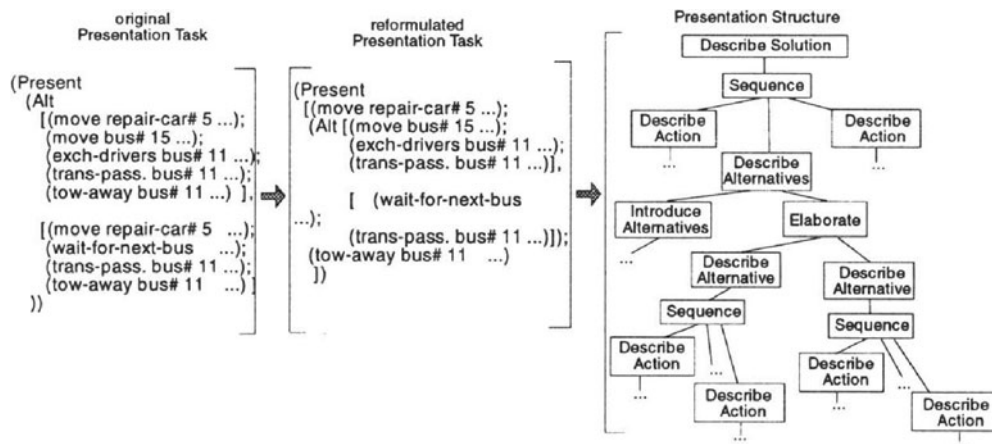 original
Presentation Task
(Present
(Alt
[(move repair-car# 5 ...);
(move bus# 15 ...);
(exch-drivers bus# 11 ...);
(trans-pass. bus# 11 ...);
(tow-away bus# 11 ...) ],
[(move repair-car# 5 ...);
(wait-for-next-bus ...);
(trans-pass. bus# 11 ...);
(tow-away bus# 11 ...) ]
))
reformulated
Presentation Task
(Present
[(move repair-car# 5 ...);
(Alt [(move bus# 15 ...);
(exch-drivers bus# 11 ...);
(trans-pass. bus# 11 ...)],
[ (wait-for-next-bus
...);
(trans-pass. bus# 11 ...)]);
(tow-away bus# 11 ...)
])
Presentation Structure
Describe Solution
Sequence
Describe
Action
...
Describe
Action
...
Describe
Alternatives
Introduce
Alternatives
...
Elaborate
Describe
Alternative
Describe
Alternative
Sequence
Sequence
Describe
Action
...
...
Describe
Action
...
Describe
Action
...
...
Describe
Action
...